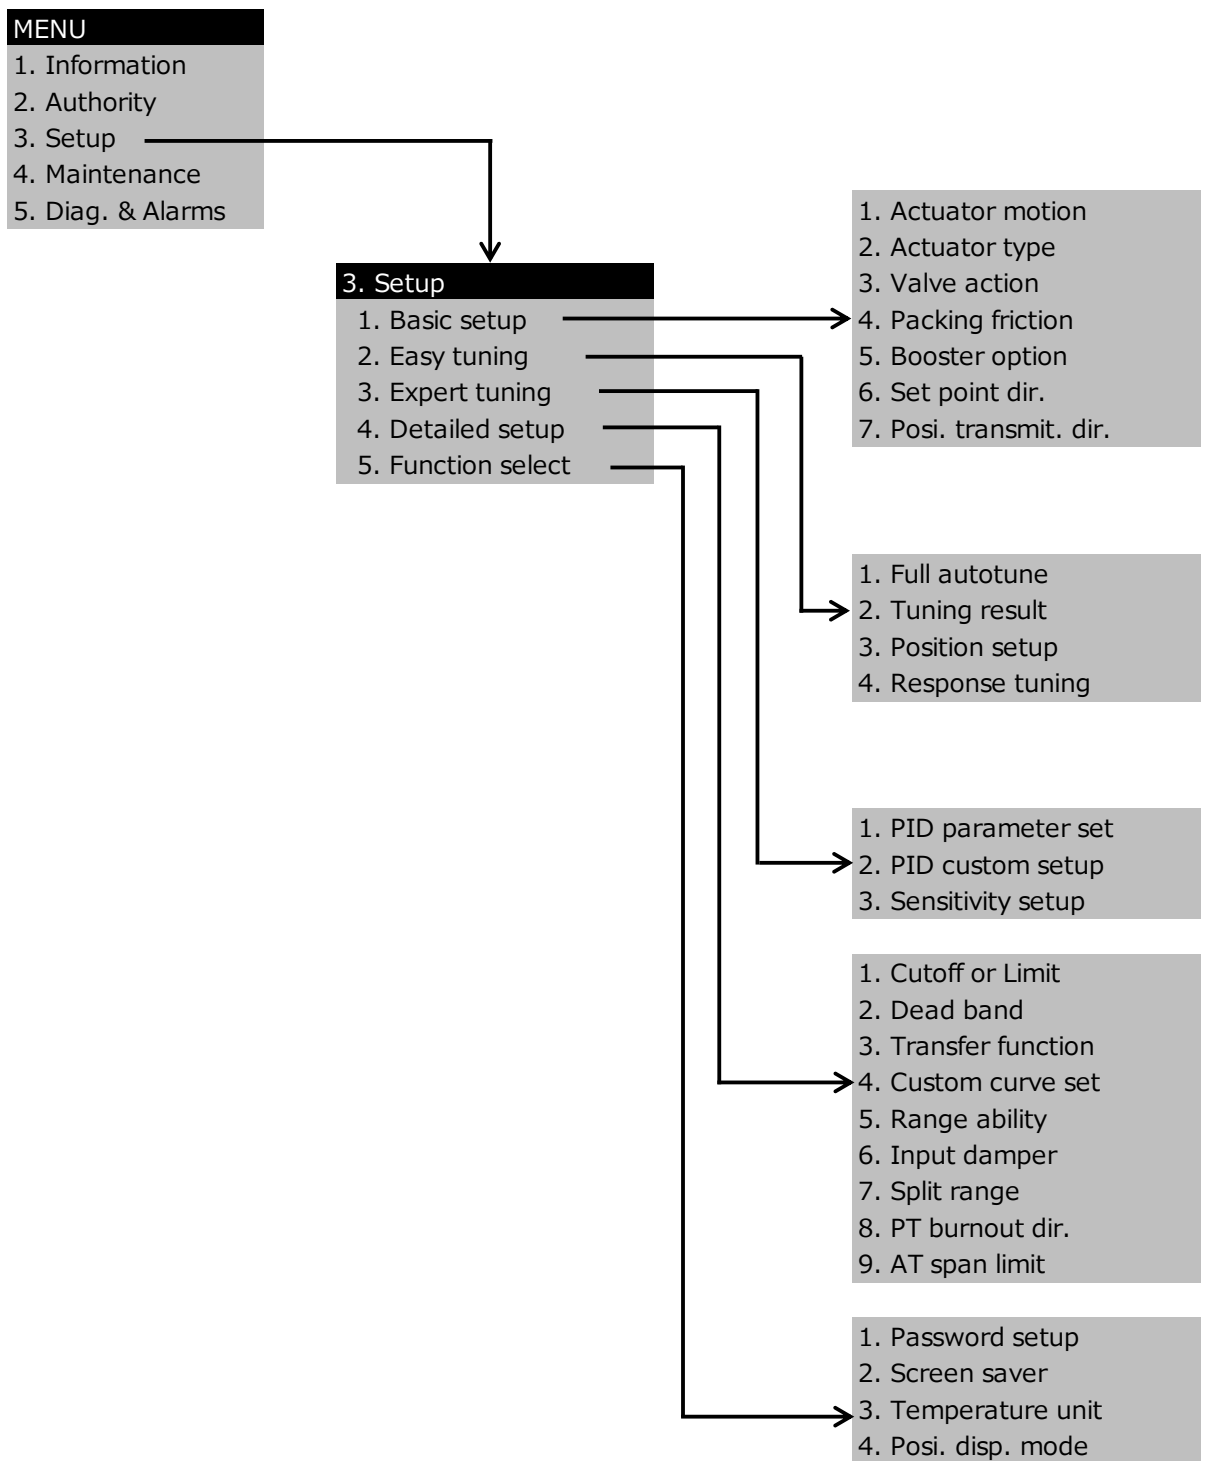 MENU
1. Information
2. Authority
3. Setup
4. Maintenance
5. Diag. & Alarms
3. Setup
1. Basic setup
2. Easy tuning
3. Expert tuning
4. Detailed setup
5. Function select
1. Actuator motion
2. Actuator type
3. Valve action
4. Packing friction
5. Booster option
6. Set point dir.
7. Posi. transmit. dir.
1. Full autotune
2. Tuning result
3. Position setup
4. Response tuning
1. PID parameter set
2. PID custom setup
3. Sensitivity setup
1. Cutoff or Limit
2. Dead band
3. Transfer function
4. Custom curve set
5. Range ability
6. Input damper
7. Split range
8. PT burnout dir.
9. AT span limit
1. Password setup
2. Screen saver
3. Temperature unit
4. Posi. disp. mode